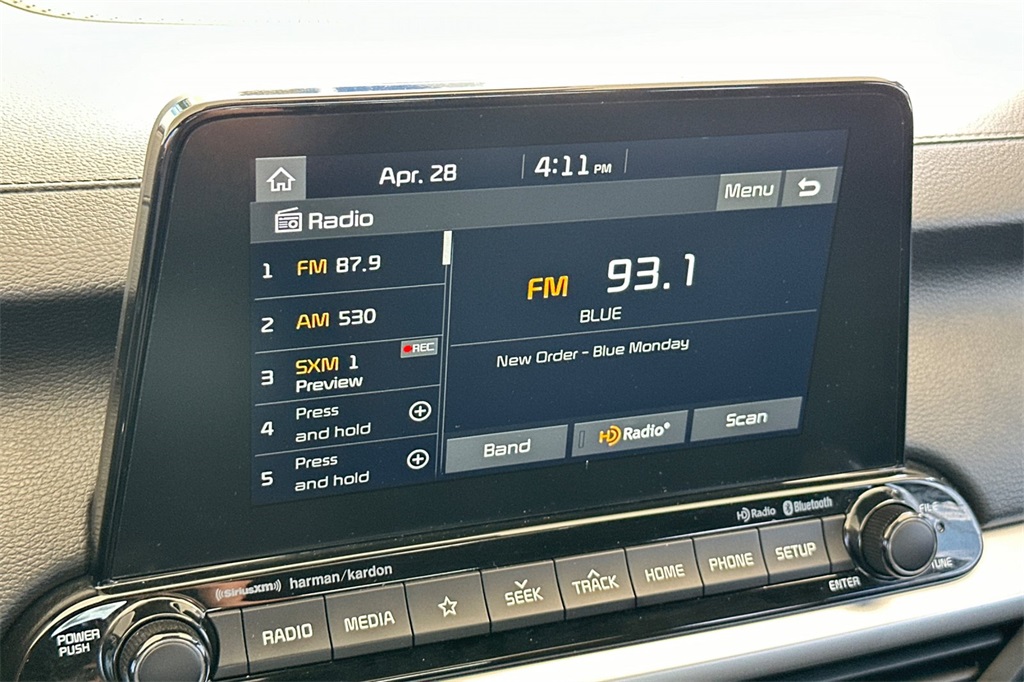 Apr. 28
4:11 PM
Radio
Menu
1 FM 87.9
2 AM 530
3 SXM 1
REC
Preview
4 Press
and hold
5 Press
and hold
FM 93.1
BLUE
New Order - Blue Monday
Band
HD Radio®
Scan
HD Radio
Bluetooth
((SiriusXM))
harman/kardon
POWER
PUSH
RADIO
MEDIA
SEEK
TRACK
HOME
PHONE
SETUP
ENTER
FILE
TUNE